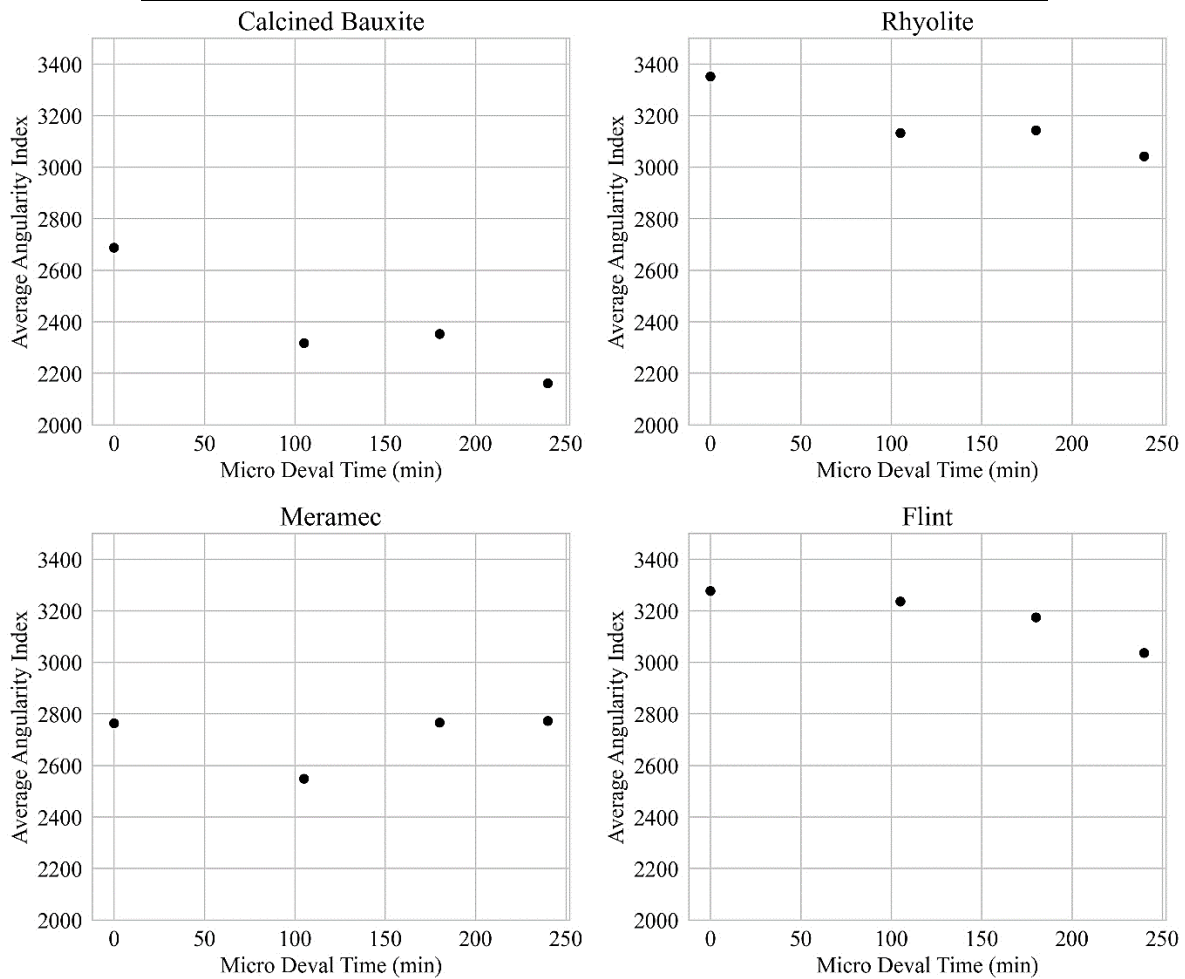 Calcined Bauxite
Average Angularity Index
3400
3200
3000
2800
2600
2400
2200
2000
0 50 100 150 200 250
Micro Deval Time (min)
Rhyolite
Average Angularity Index
3400
3200
3000
2800
2600
2400
2200
2000
0 50 100 150 200 250
Micro Deval Time (min)
Meramec
Average Angularity Index
3400
3200
3000
2800
2600
2400
2200
2000
0 50 100 150 200 250
Micro Deval Time (min)
Flint
Average Angularity Index
3400
3200
3000
2800
2600
2400
2200
2000
0 50 100 150 200 250
Micro Deval Time (min)